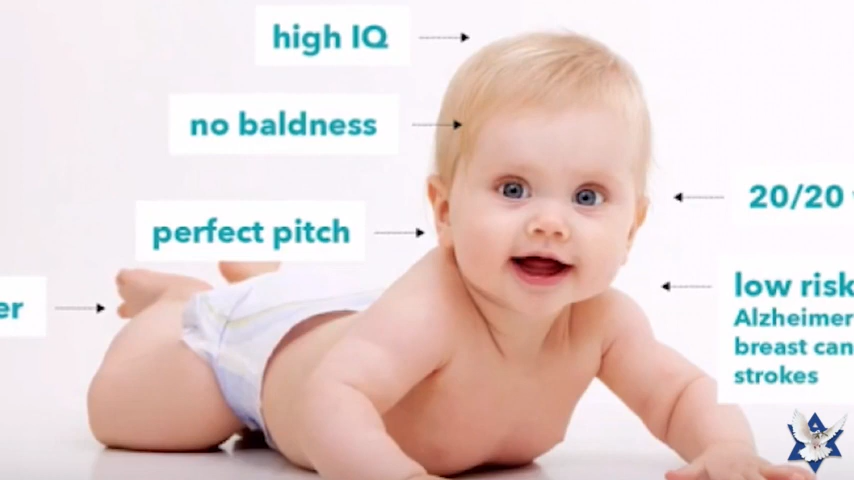 high IQ
no baldness
20/20
perfect pitch
low risk
Alzheimer
breast can
strokes
er